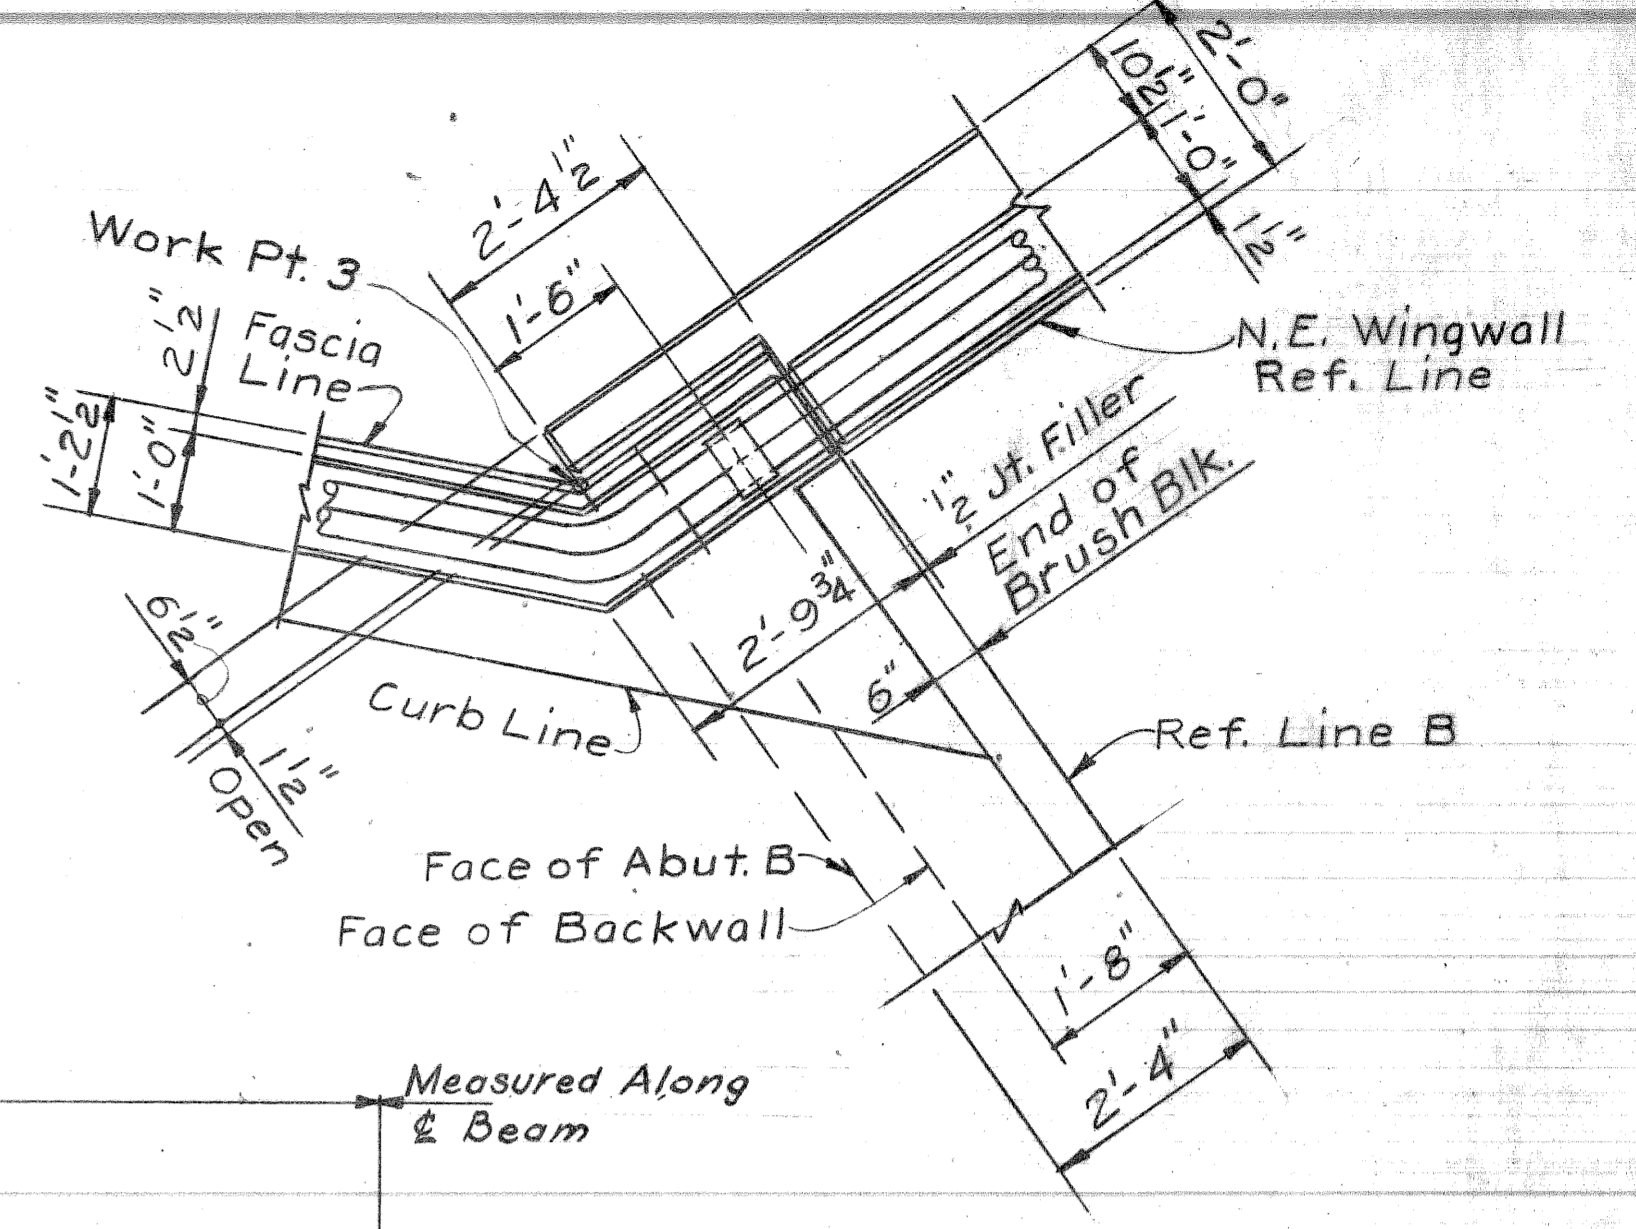 2'-0"
10½"
1'-0"
1½"
2'-4½"
1'-6"
Work Pt. 3
2½"
Fascia
Line
1'-2½"
1'-0"
N.E. Wingwall
Ref. Line
½" Jt. Filler
End of
Brush Blk.
2'-9¾"
6"
6½"
1½"
Open
Curb Line
Ref. Line B
Face of Abut. B
Face of Backwall
1'-8"
2'-4"
Measured Along
℄ Beam